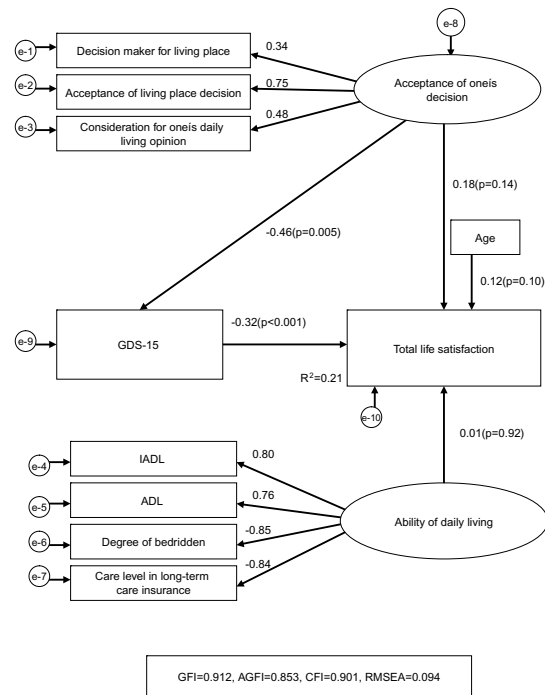 e-8
e-1
Decision maker for living place
0.34
e-2
Acceptance of living place decision
0.75
Acceptance of oneís
decision
e-3
Consideration for oneís daily
living opinion
0.48
0.18(p=0.14)
-0.46(p=0.005)
Age
0.12(p=0.10)
e-9
GDS-15
-0.32(p<0.001)
Total life satisfaction
R²=0.21
e-10
0.01(p=0.92)
e-4
IADL
0.80
e-5
ADL
0.76
Ability of daily living
e-6
Degree of bedridden
-0.85
e-7
Care level in long-term
care insurance
-0.84
GFI=0.912, AGFI=0.853, CFI=0.901, RMSEA=0.094